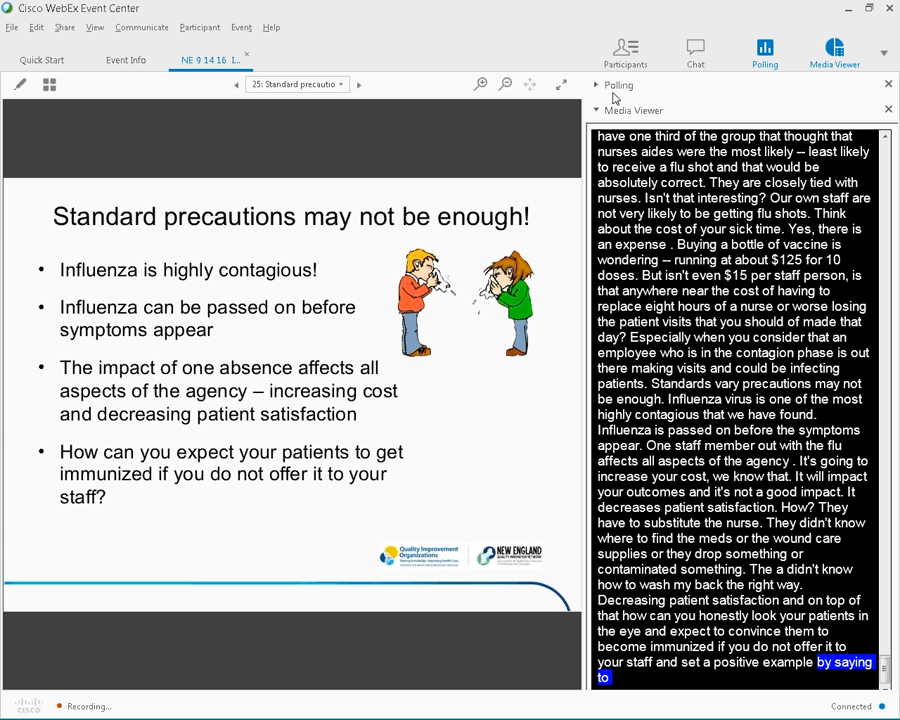 Cisco WebEx Event Center
File Edit Share View Communicate Participant Event Help
Quick Start Event Info NE 9 14 16 I...
Participants Chat Polling Media Viewer
25: Standard precautio
Polling
Media Viewer
Standard precautions may not be enough!
• Influenza is highly contagious!
• Influenza can be passed on before
symptoms appear
• The impact of one absence affects all
aspects of the agency – increasing cost
and decreasing patient satisfaction
• How can you expect your patients to get
immunized if you do not offer it to your
staff?
Quality Improvement
Organizations
NEW ENGLAND
have one third of the group that thought that
nurses aides were the most likely -- least likely
to receive a flu shot and that would be
absolutely correct. They are closely tied with
nurses. Isn't that interesting? Our own staff are
not very likely to be getting flu shots. Think
about the cost of your sick time. Yes, there is
an expense . Buying a bottle of vaccine is
wondering -- running at about $125 for 10
doses. But isn't even $15 per staff person, is
that anywhere near the cost of having to
replace eight hours of a nurse or worse losing
the patient visits that you should of made that
day? Especially when you consider that an
employee who is in the contagion phase is out
there making visits and could be infecting
patients. Standards vary precautions may not
be enough. Influenza virus is one of the most
highly contagious that we have found.
Influenza is passed on before the symptoms
appear. One staff member out with the flu
affects all aspects of the agency . It's going to
increase your cost, we know that. It will impact
your outcomes and it's not a good impact. It
decreases patient satisfaction. How? They
have to substitute the nurse. They didn't know
where to find the meds or the wound care
supplies or they drop something or
contaminated something. The a didn't know
how to wash my back the right way.
Decreasing patient satisfaction and on top of
that how can you honestly look your patients in
the eye and expect to convince them to
become immunized if you do not offer it to
your staff and set a positive example by saying
to
cisco Recording... Connected